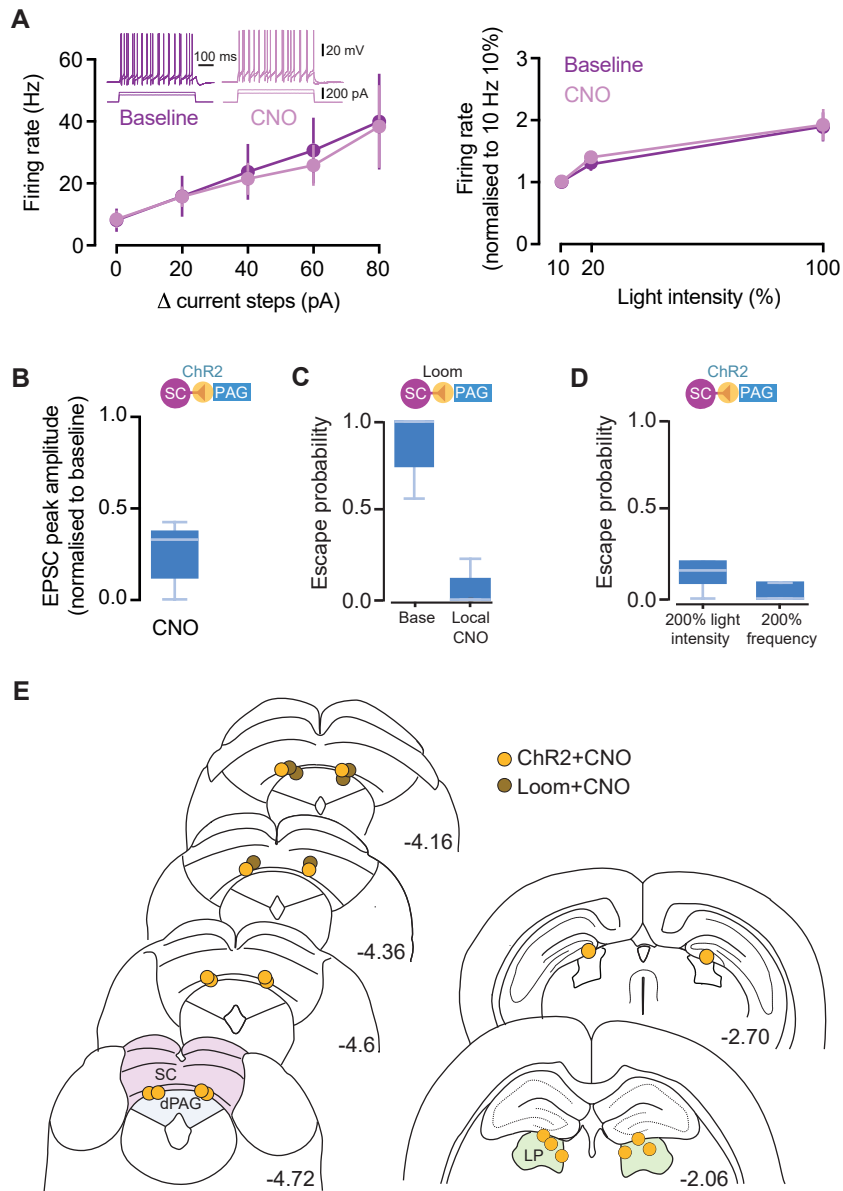 A
60
40
20
0
Firing rate (Hz)
100 ms
20 mV
200 pA
Baseline
CNO
0
20
40
60
80
Δ current steps (pA)
3
2
1
0
Firing rate
(normalised to 10 Hz 10%)
Baseline
CNO
10
20
100
Light intensity (%)
B
ChR2
SC
PAG
1.0
0.5
0.0
EPSC peak amplitude
(normalised to baseline)
CNO
C
Loom
SC
PAG
1.0
0.5
0.0
Escape probability
Base
Local
CNO
D
ChR2
SC
PAG
1.0
0.5
0.0
Escape probability
200% light
intensity
200%
frequency
E
ChR2+CNO
Loom+CNO
-4.16
-4.36
-4.6
SC
dPAG
-4.72
-2.70
LP
-2.06